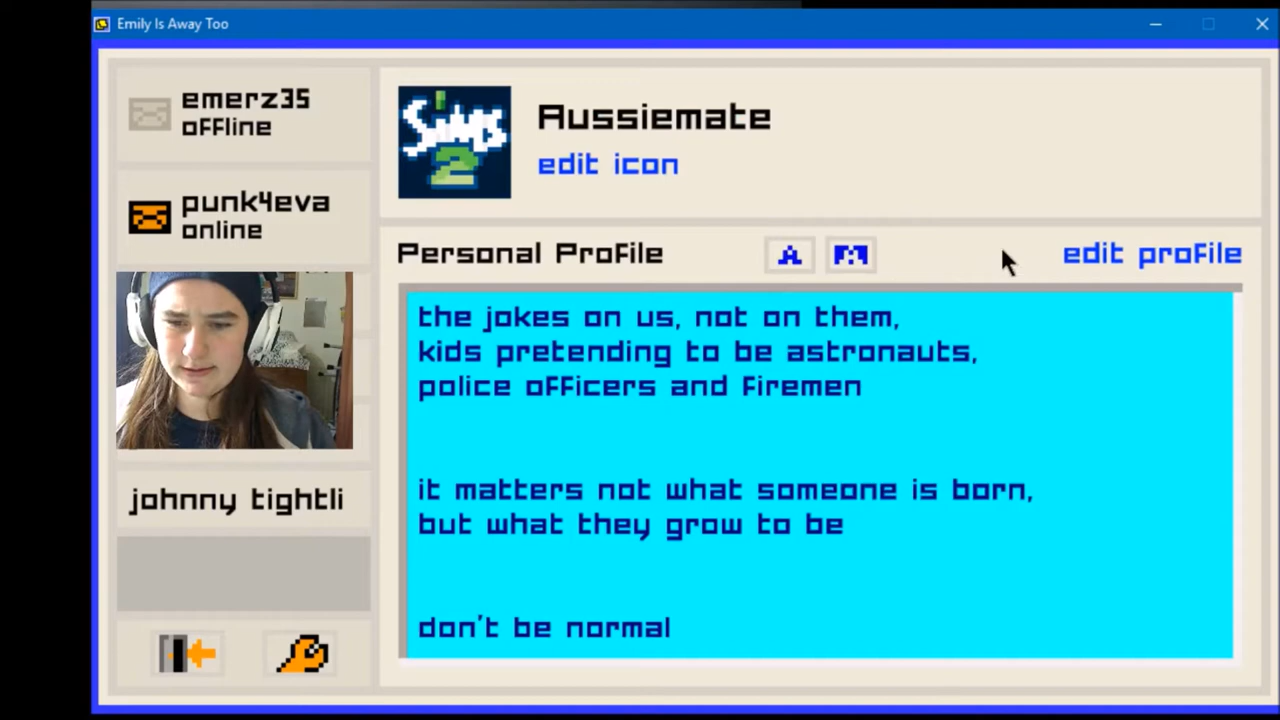 Emily Is Away Too
emerz35
offline
punk4eva
online
johnny tightli
Sims
2
Aussiemate
edit icon
Personal Profile
A
A
edit profile
the jokes on us, not on them,
kids pretending to be astronauts,
police officers and firemen
it matters not what someone is born,
but what they grow to be
don't be normal